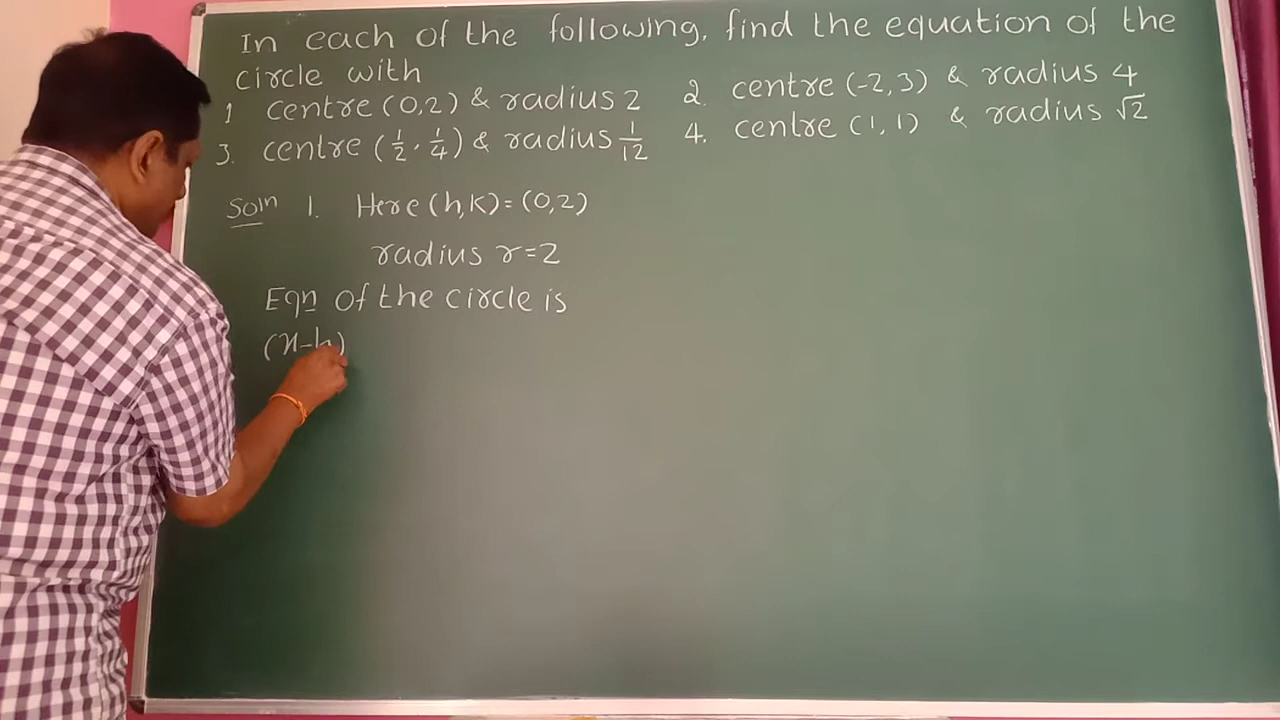 In each of the following, find the equation of the
circle with
1 centre (0,2) & radius 2 2. centre (-2,3) & radius 4
3. centre (1/2, 1/4) & radius 1/12 4. centre (1,1) & radius √2
Soln 1. Here (h,k)=(0,2)
radius r=2
Eqn of the circle is
(x-h)